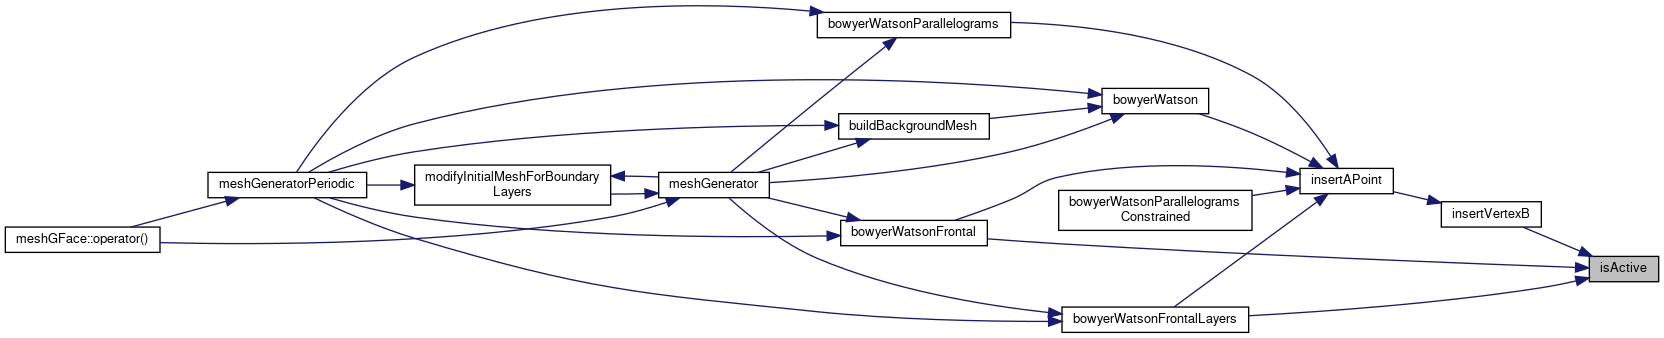 bowyerWatsonParallelograms
bowyerWatson
buildBackgroundMesh
meshGeneratorPeriodic
modifyInitialMeshForBoundary
Layers
meshGenerator
insertAPoint
bowyerWatsonParallelograms
Constrained
insertVertexB
meshGFace::operator()
bowyerWatsonFrontal
isActive
bowyerWatsonFrontalLayers